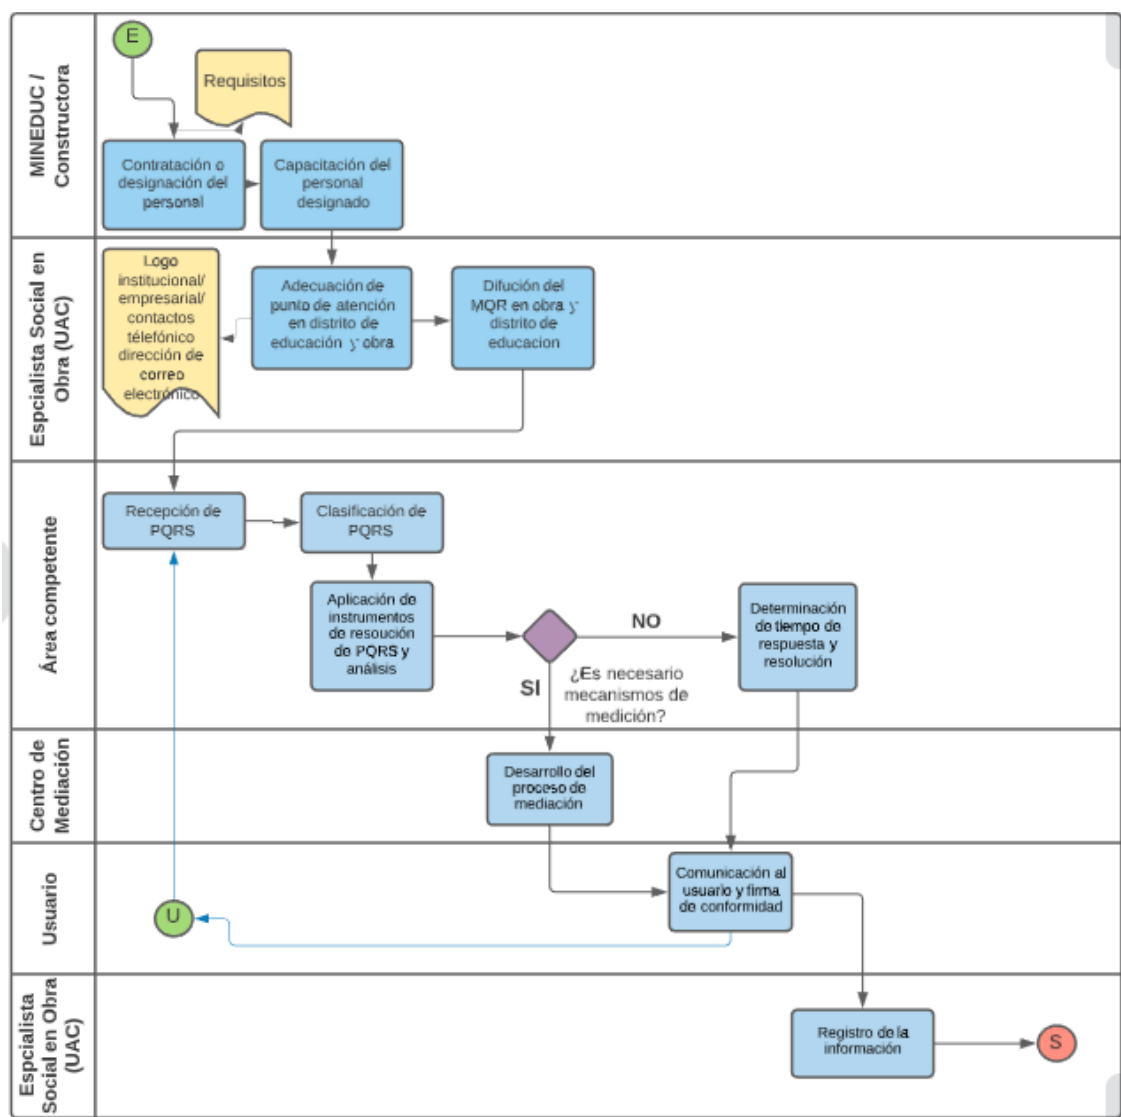 MINEDUC /
Constructora
E
Requisitos
Contratación o
designación del
personal
Capacitación del
personal
designado
Espcialista Social en
Obra (UAC)
Logo
institucional/
empresarial/
contactos
télefónico
dirección de
correo
electrónico
Adecuación de
punto de atención
en distrito de
educación y obra
Difución del
MQR en obra y
distrito de
educacion
Área competente
Recepción de
PQRS
Clasificación de
PQRS
Aplicación de
instrumentos
de resoución
de PQRS y
análisis
NO
SI
¿Es necesario
mecanismos de
medición?
Determinación
de tiempo de
respuesta y
resolución
Centro de
Mediación
Desarrollo del
proceso de
mediación
Usuario
U
Comunicación al
usuario y firma
de conformidad
Espcialista
Social en Obra
(UAC)
Registro de la
información
S